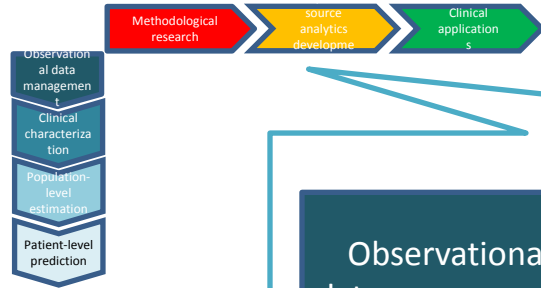 Methodological
research
source
analytics
developme
Clinical
application
s
Observation
al data
managemen
t
Clinical
characteriza
tion
Population-
level
estimation
Patient-level
prediction
Observationa